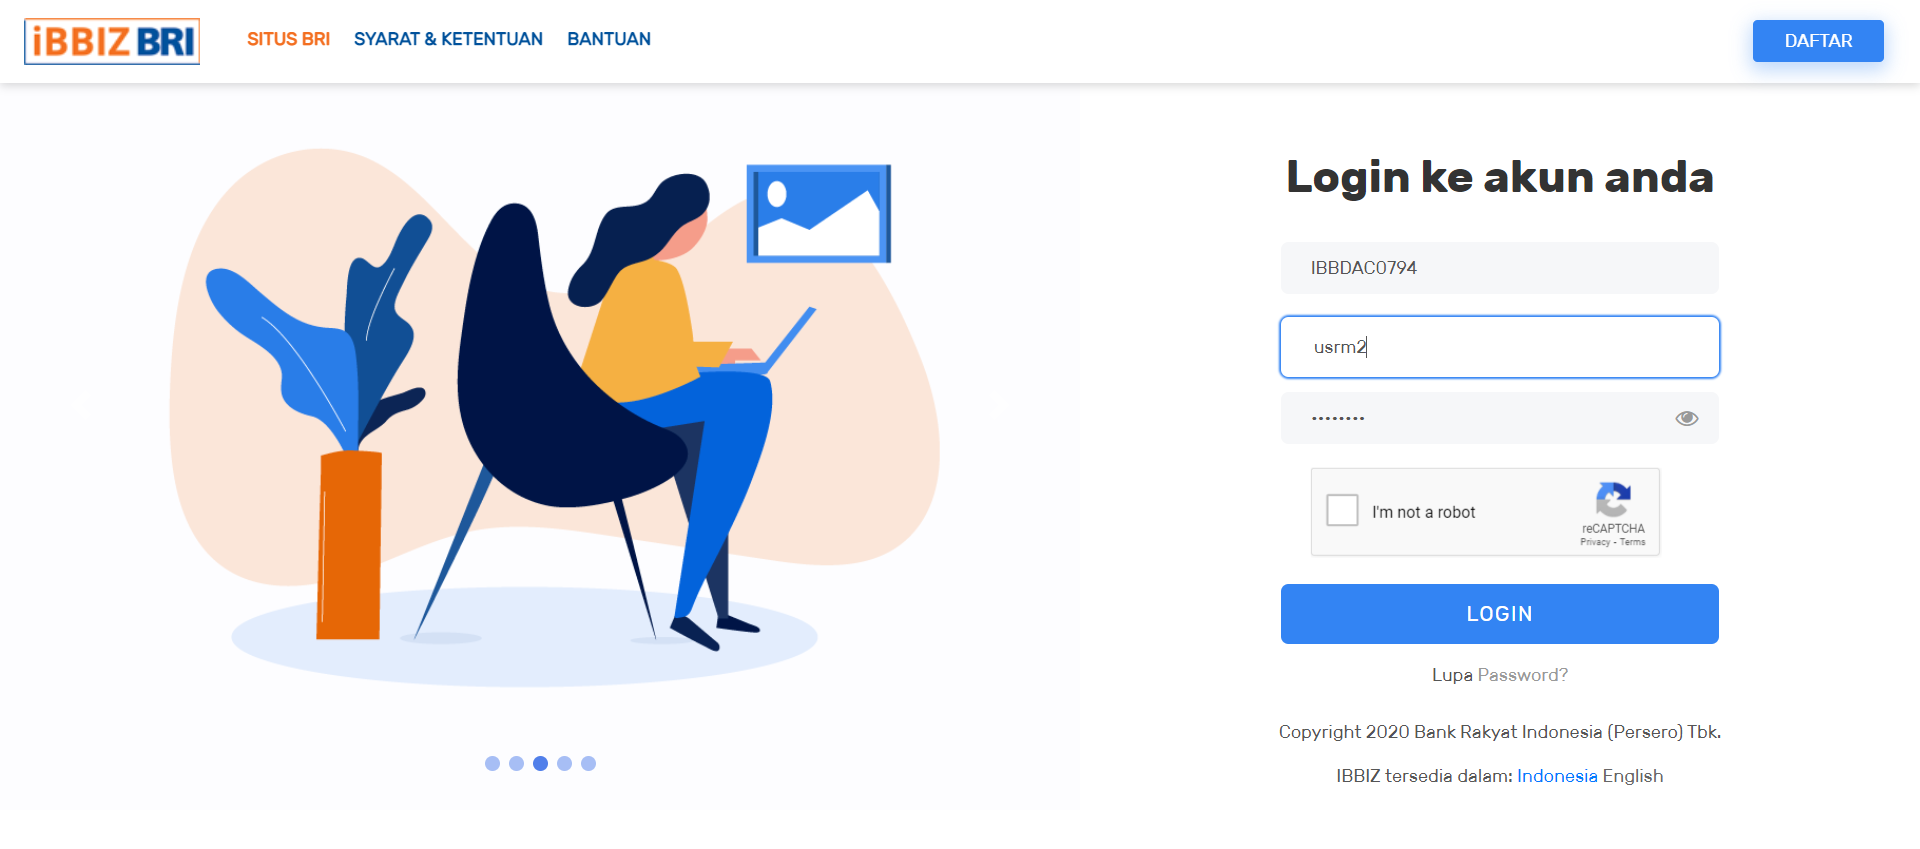 iBBIZ BRI
SITUS BRI SYARAT & KETENTUAN BANTUAN
DAFTAR
Login ke akun anda
IBBDAC0794
usrm2
••••••••
I'm not a robot
reCAPTCHA
Privacy - Terms
LOGIN
Lupa Password?
Copyright 2020 Bank Rakyat Indonesia (Persero) Tbk.
IBBIZ tersedia dalam: Indonesia English